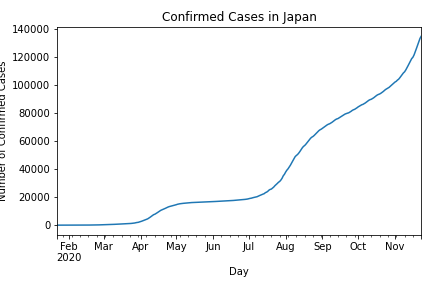 Confirmed Cases in Japan
140000
120000
100000
80000
60000
40000
20000
0
Number of Confirmed Cases
Feb Mar Apr May Jun Jul Aug Sep Oct Nov
2020
Day